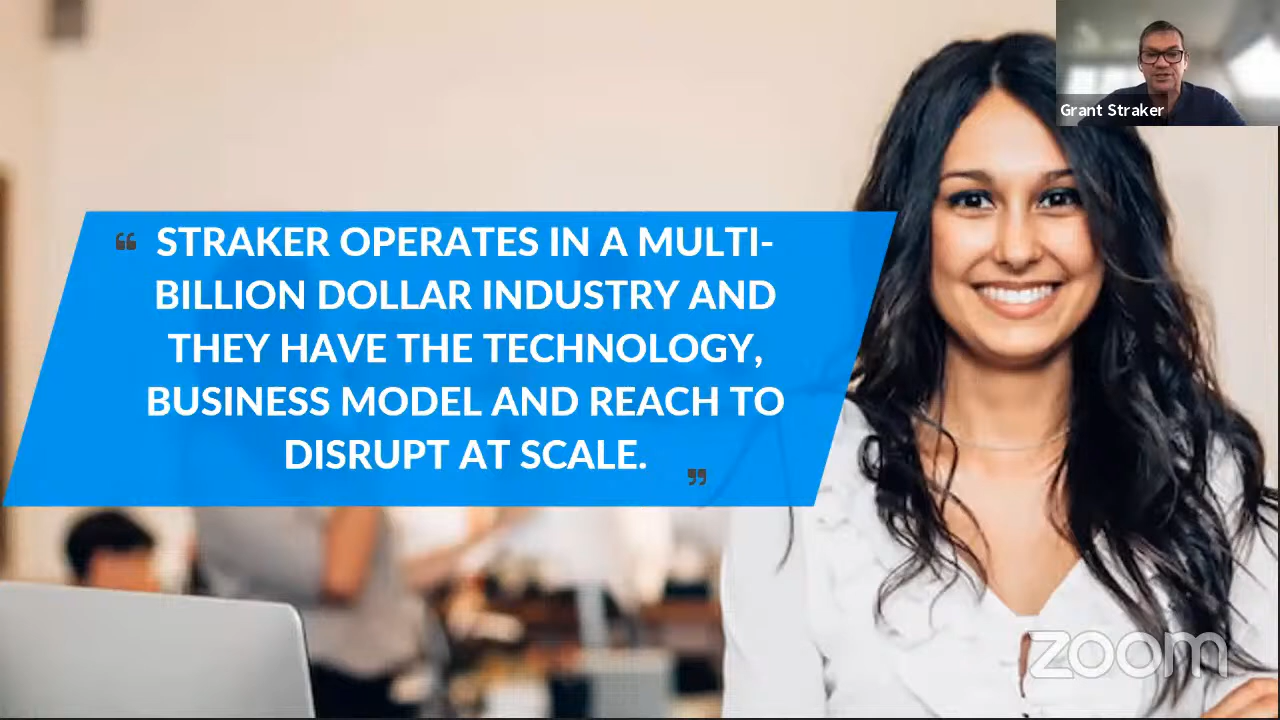 Grant Straker
“ STRAKER OPERATES IN A MULTI-
BILLION DOLLAR INDUSTRY AND
THEY HAVE THE TECHNOLOGY,
BUSINESS MODEL AND REACH TO
DISRUPT AT SCALE. ”
zoom